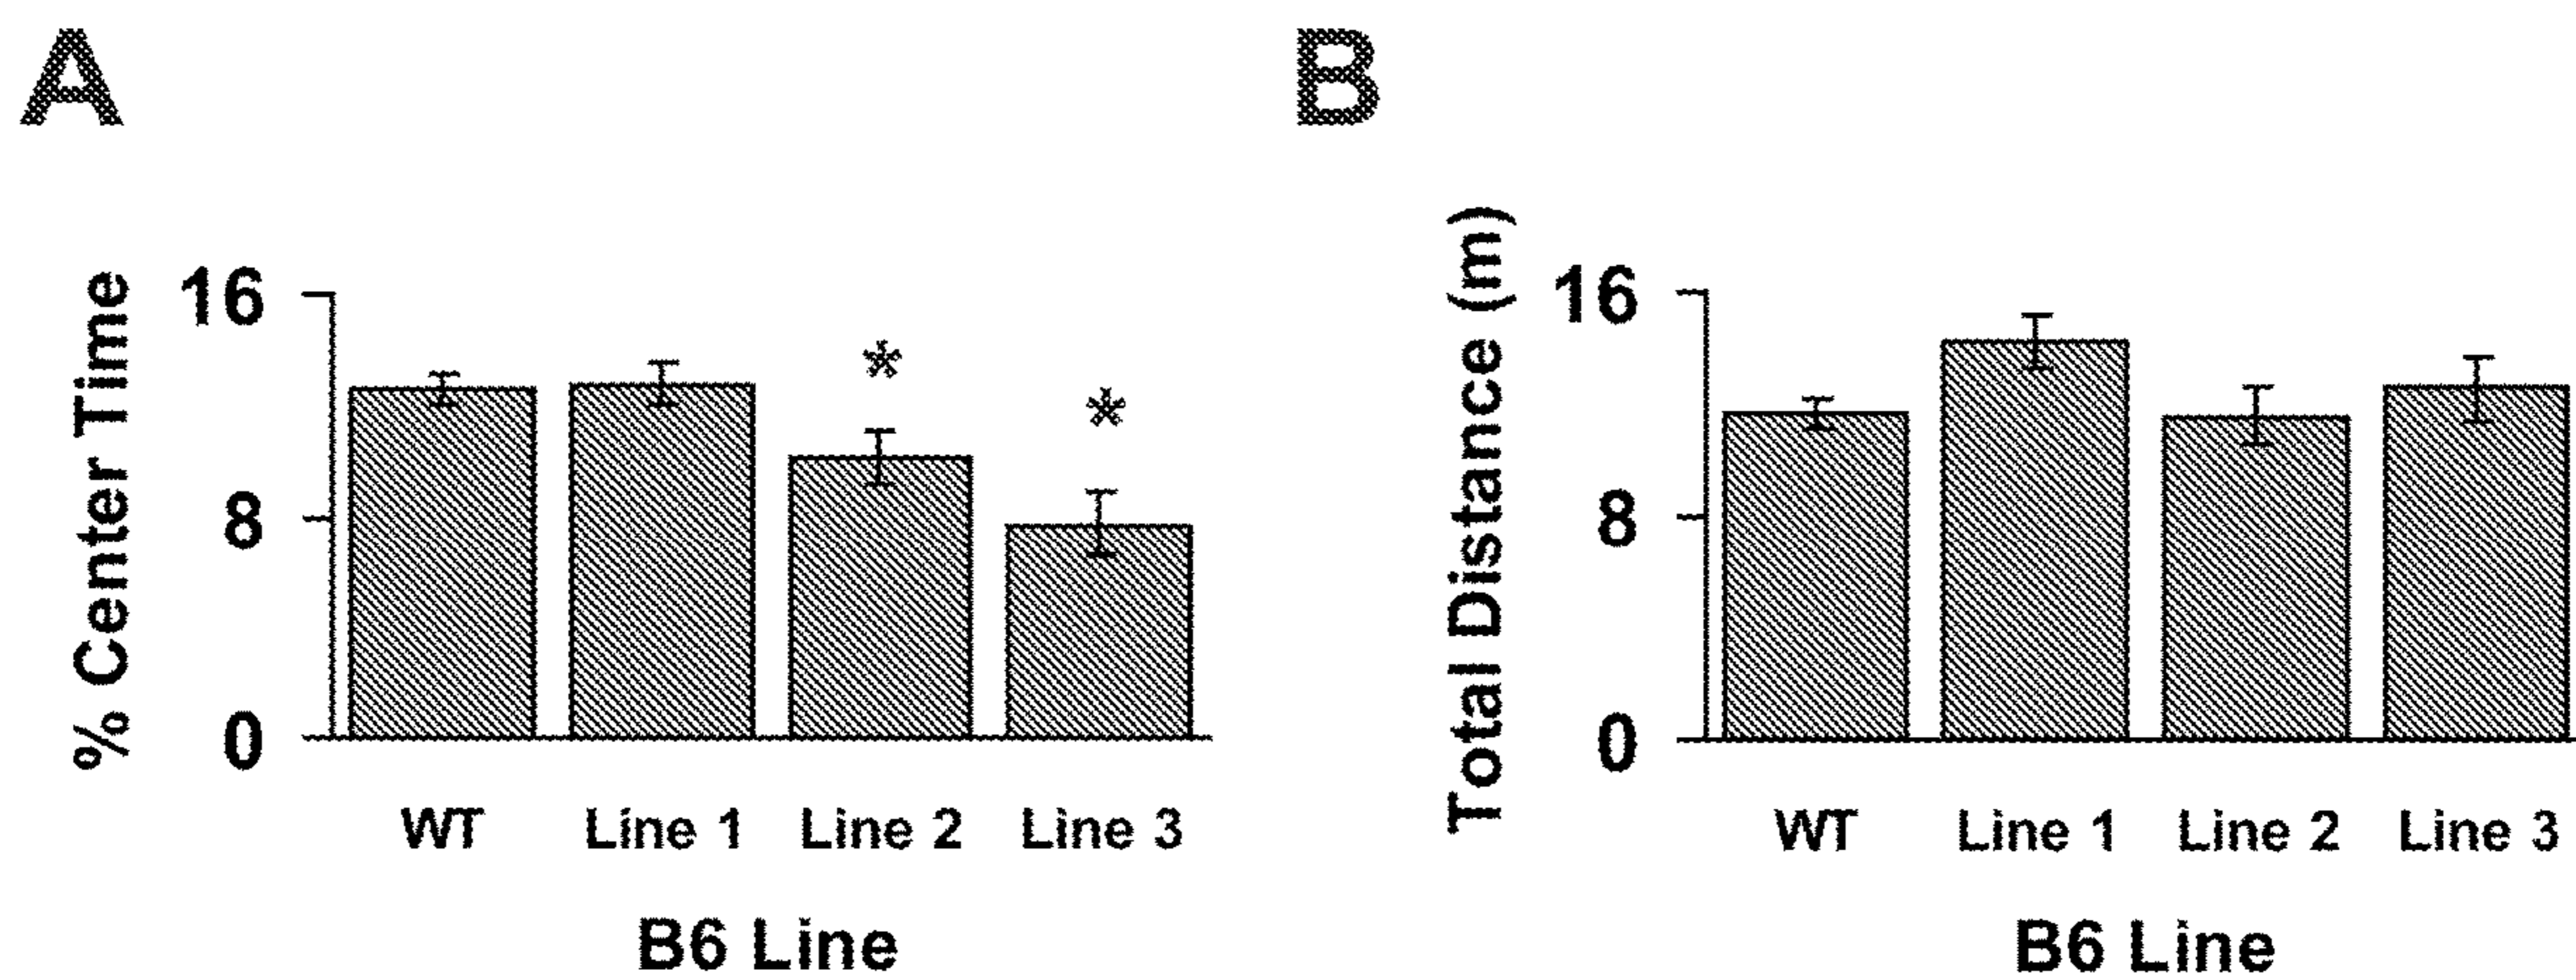 A
% Center Time
16
8
0
*
*
WT Line 1 Line 2 Line 3
B6 Line
B
Total Distance (m)
16
8
0
WT Line 1 Line 2 Line 3
B6 Line